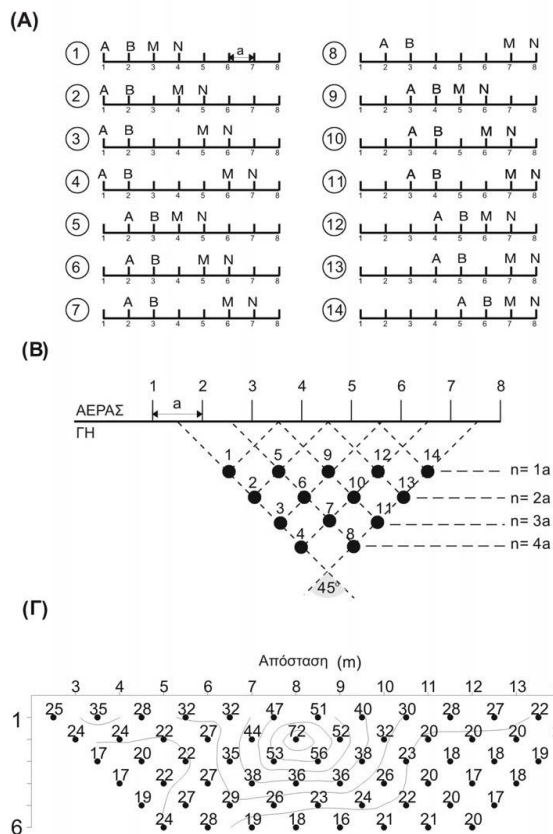 (A)
1 A B M N a
1 2 3 4 5 6 7 8
2 A B M N
1 2 3 4 5 6 7 8
3 A B M N
1 2 3 4 5 6 7 8
4 A B M N
1 2 3 4 5 6 7 8
5 A B M N
1 2 3 4 5 6 7 8
6 A B M N
1 2 3 4 5 6 7 8
7 A B M N
1 2 3 4 5 6 7 8
8 A B M N
1 2 3 4 5 6 7 8
9 A B M N
1 2 3 4 5 6 7 8
10 A B M N
1 2 3 4 5 6 7 8
11 A B M N
1 2 3 4 5 6 7 8
12 A B M N
1 2 3 4 5 6 7 8
13 A B M N
1 2 3 4 5 6 7 8
14 A B M N
1 2 3 4 5 6 7 8
(B)
1 2 3 4 5 6 7 8
a
ΑΕΡΑΣ
ΓΗ
1 5 9 12 14 n= 1a
2 6 10 13 n= 2a
3 7 11 n= 3a
4 8 n= 4a
45°
(Γ)
Απόσταση (m)
3 4 5 6 7 8 9 10 11 12 13
1 25 35 28 32 32 47 51 40 30 28 27 22
24 24 22 27 44 72 52 32 20 20 20
17 20 22 35 53 56 38 23 18 18 19
17 22 27 38 36 36 26 20 17 18
19 27 29 26 23 24 22 20 17
6 24 28 19 18 16 21 21 20